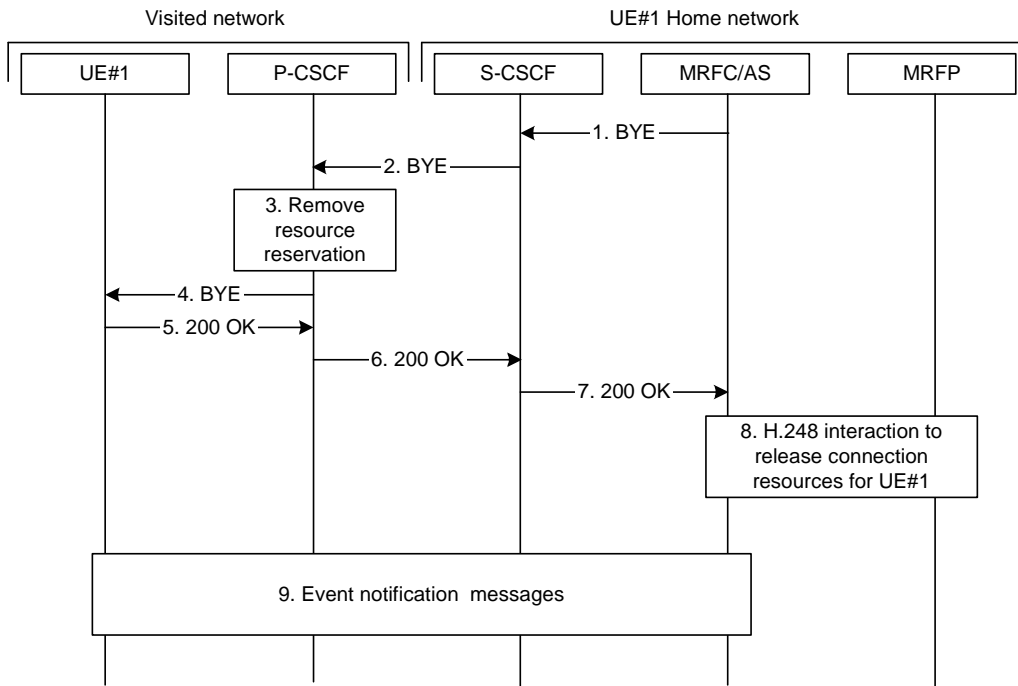 Visited network
UE#1 Home network
UE#1
P-CSCF
S-CSCF
MRFC/AS
MRFP
1. BYE
2. BYE
3. Remove
resource
reservation
4. BYE
5. 200 OK
6. 200 OK
7. 200 OK
8. H.248 interaction to
release connection
resources for UE#1
9. Event notification messages